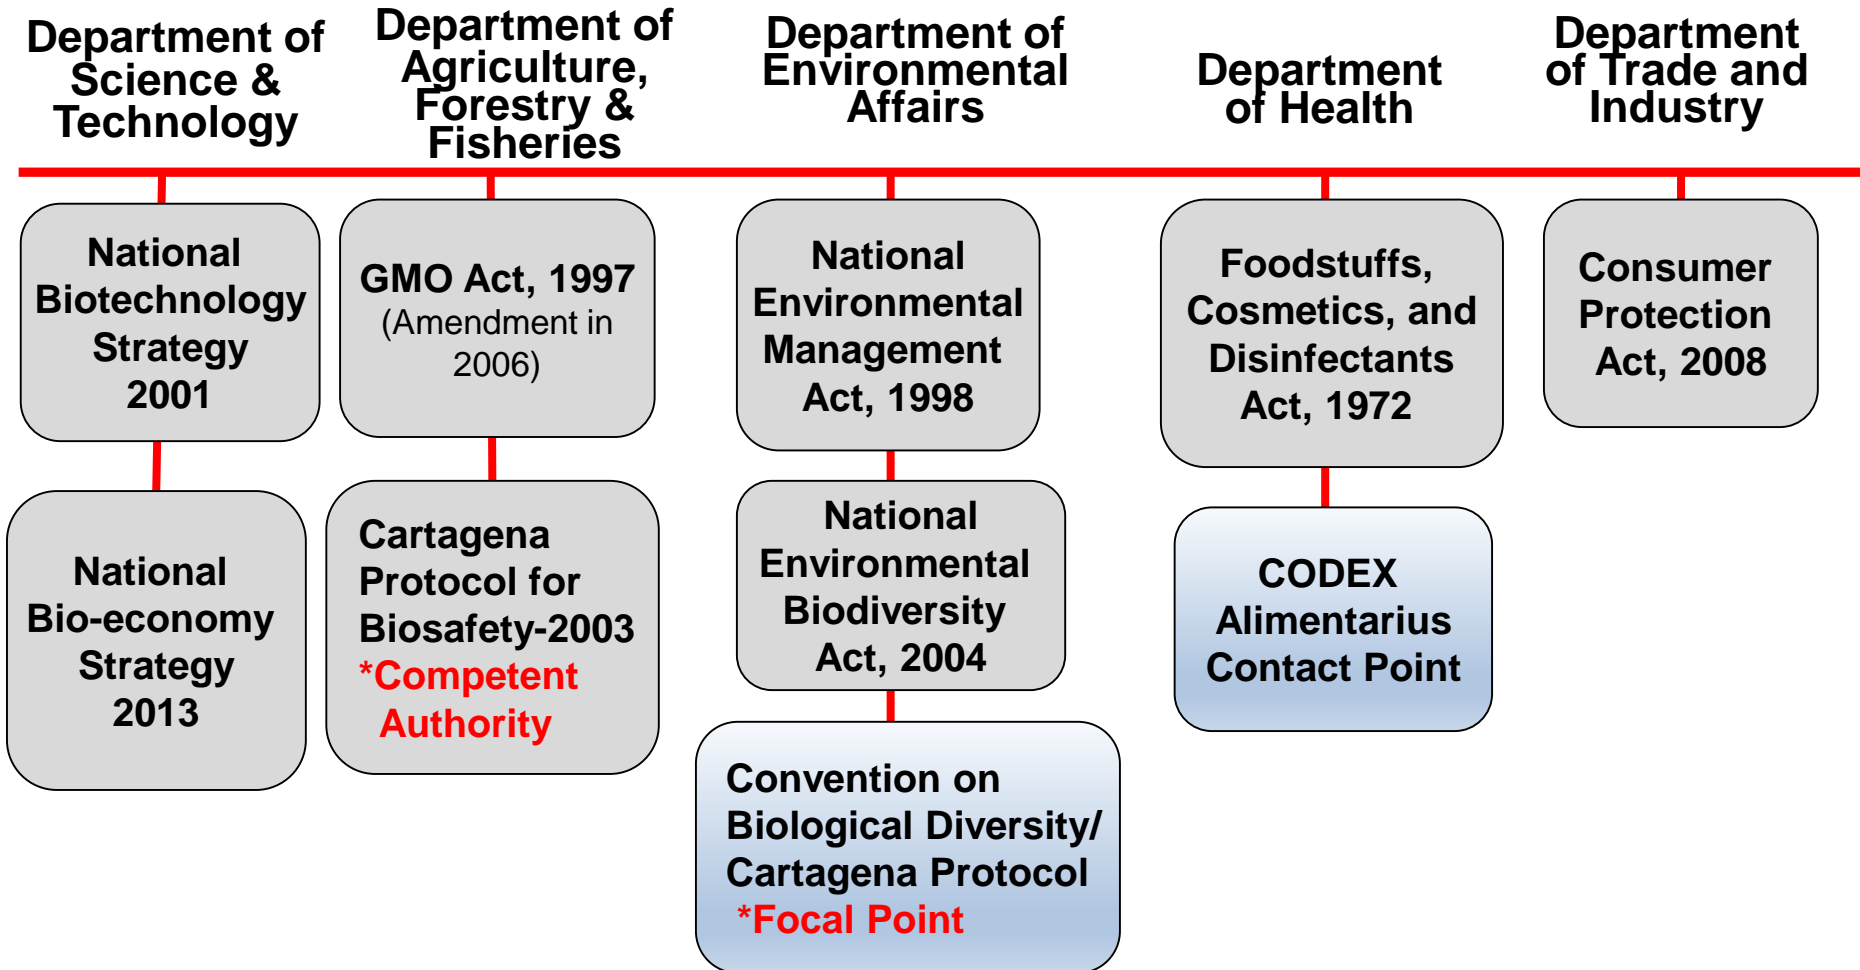 Department of
Science &
Technology
Department of
Agriculture,
Forestry &
Fisheries
Department of
Environmental
Affairs
Department
of Health
Department
of Trade and
Industry
National
Biotechnology
Strategy
2001
GMO Act, 1997
(Amendment in
2006)
National
Environmental
Management
Act, 1998
Foodstuffs,
Cosmetics, and
Disinfectants
Act, 1972
Consumer
Protection
Act, 2008
National
Bio-economy
Strategy
2013
Cartagena
Protocol for
Biosafety-2003
*Competent
Authority
National
Environmental
Biodiversity
Act, 2004
CODEX
Alimentarius
Contact Point
Convention on
Biological Diversity/
Cartagena Protocol
*Focal Point